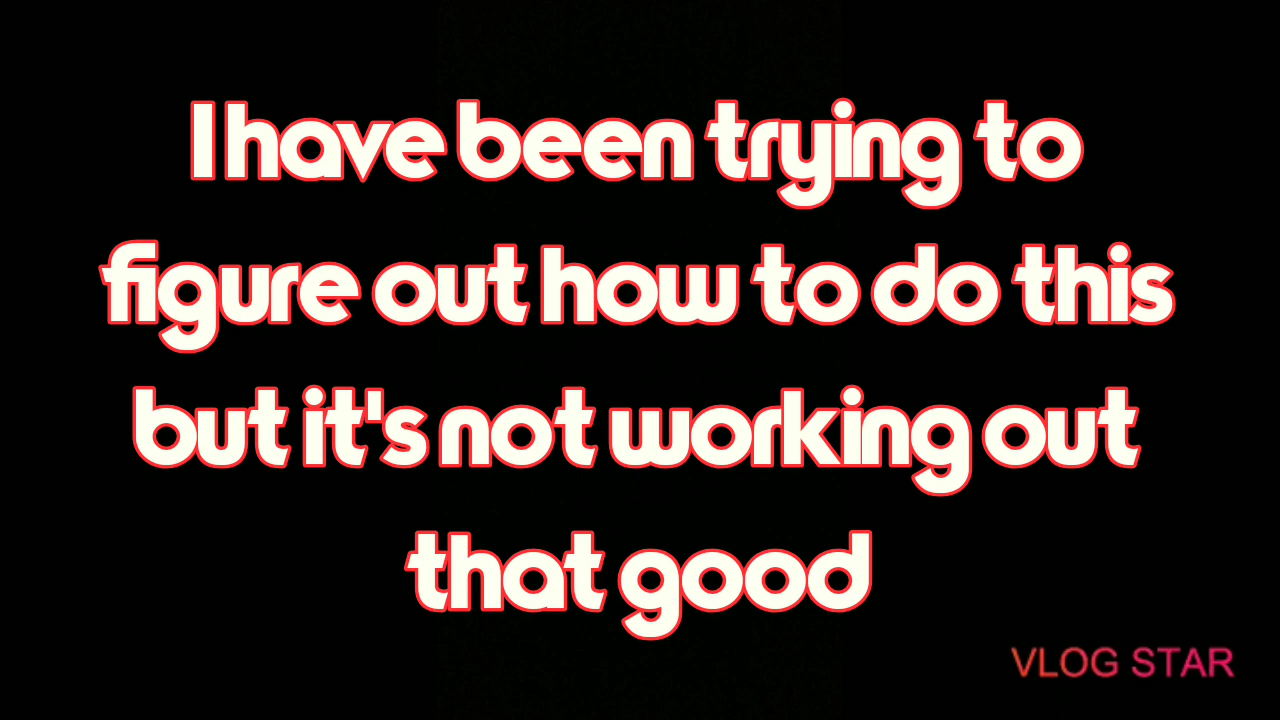 I have been trying to
figure out how to do this
but it's not working out
that good
VLOG STAR